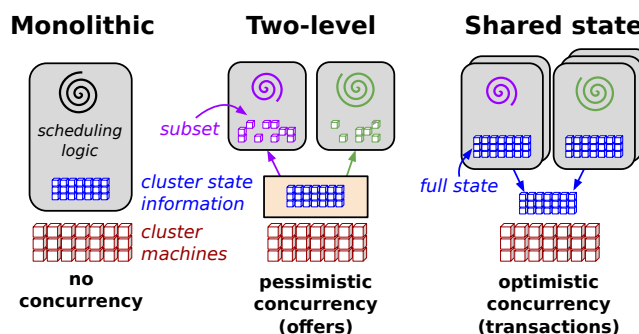 Monolithic
Two-level
Shared state
scheduling
logic
subset
full state
cluster state
information
cluster
machines
no
concurrency
pessimistic
concurrency
(offers)
optimistic
concurrency
(transactions)